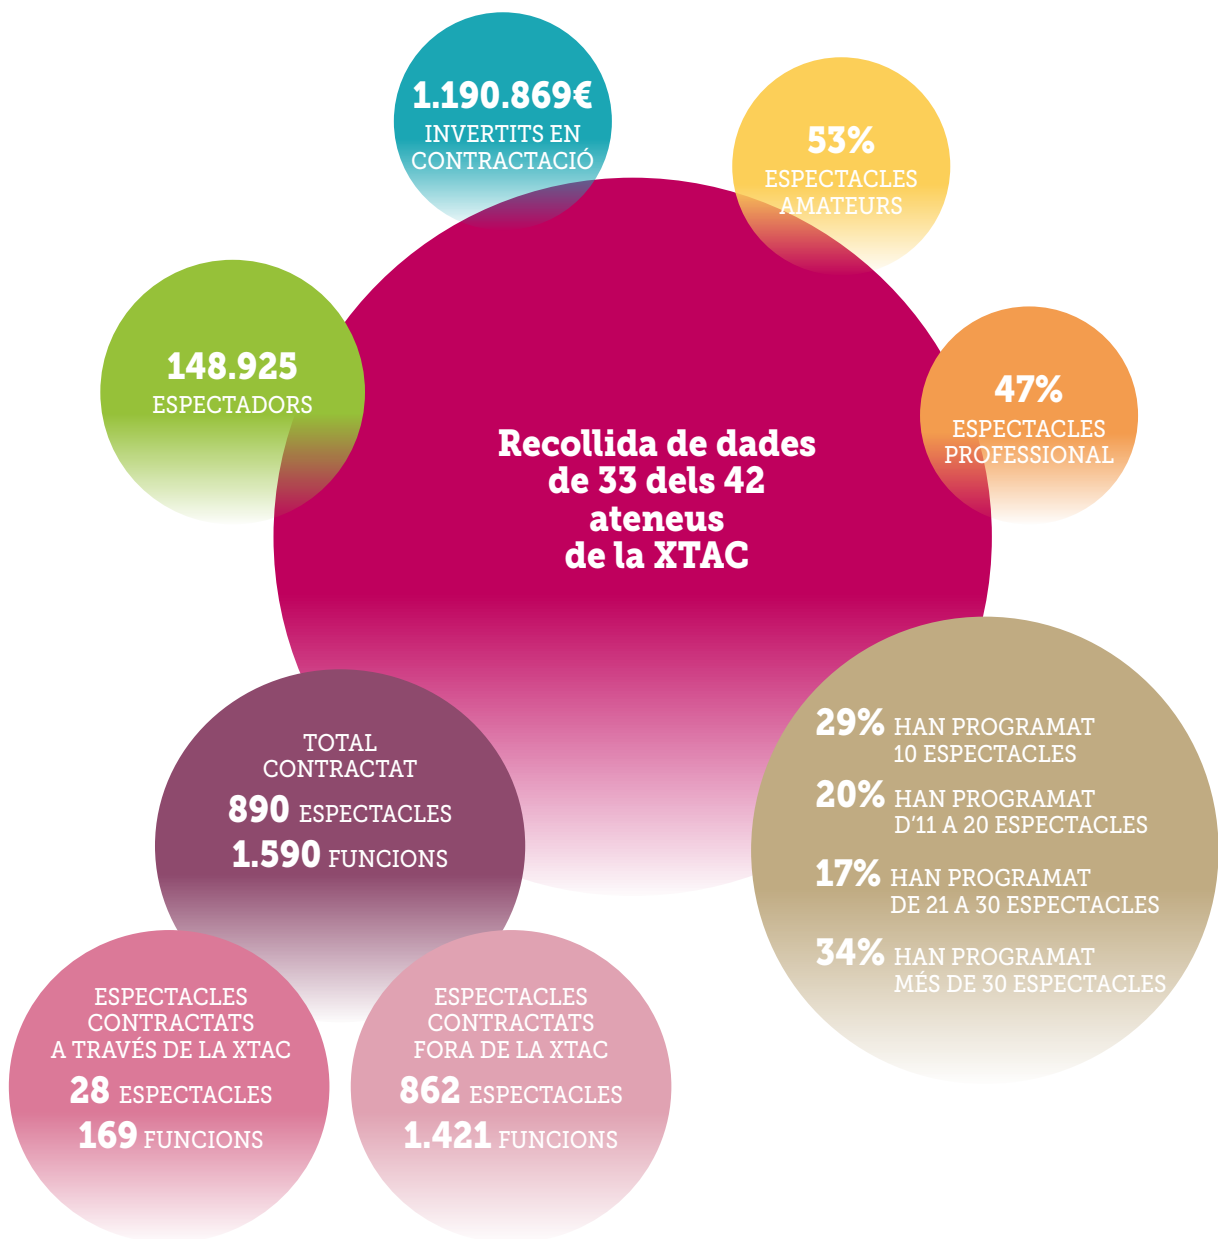 1.190.869€
INVERTITS EN
CONTRACTACIÓ
53%
ESPECTACLES
AMATEURS
148.925
ESPECTADORS
47%
ESPECTACLES
PROFESSIONAL
Recollida de dades
de 33 dels 42
ateneus
de la XTAC
TOTAL
CONTRACTAT
890 ESPECTACLES
1.590 FUNCIONS
29% HAN PROGRAMAT
10 ESPECTACLES
20% HAN PROGRAMAT
D'11 A 20 ESPECTACLES
17% HAN PROGRAMAT
DE 21 A 30 ESPECTACLES
34% HAN PROGRAMAT
MÉS DE 30 ESPECTACLES
ESPECTACLES
CONTRACTATS
A TRAVÉS DE LA XTAC
28 ESPECTACLES
169 FUNCIONS
ESPECTACLES
CONTRACTATS
FORA DE LA XTAC
862 ESPECTACLES
1.421 FUNCIONS